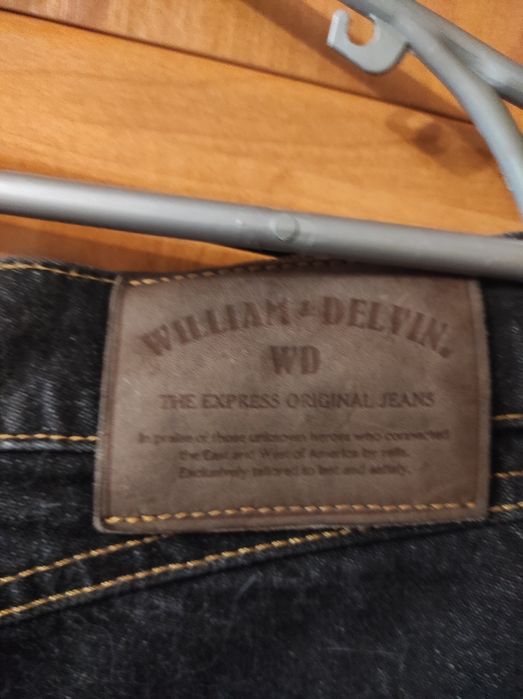 WILLIAM & DELVIN.
WD
THE EXPRESS ORIGINAL JEANS
In praise of those unknown heroes who connected
the East and West of America by rails.
Exclusively tailored to last and satisfy.